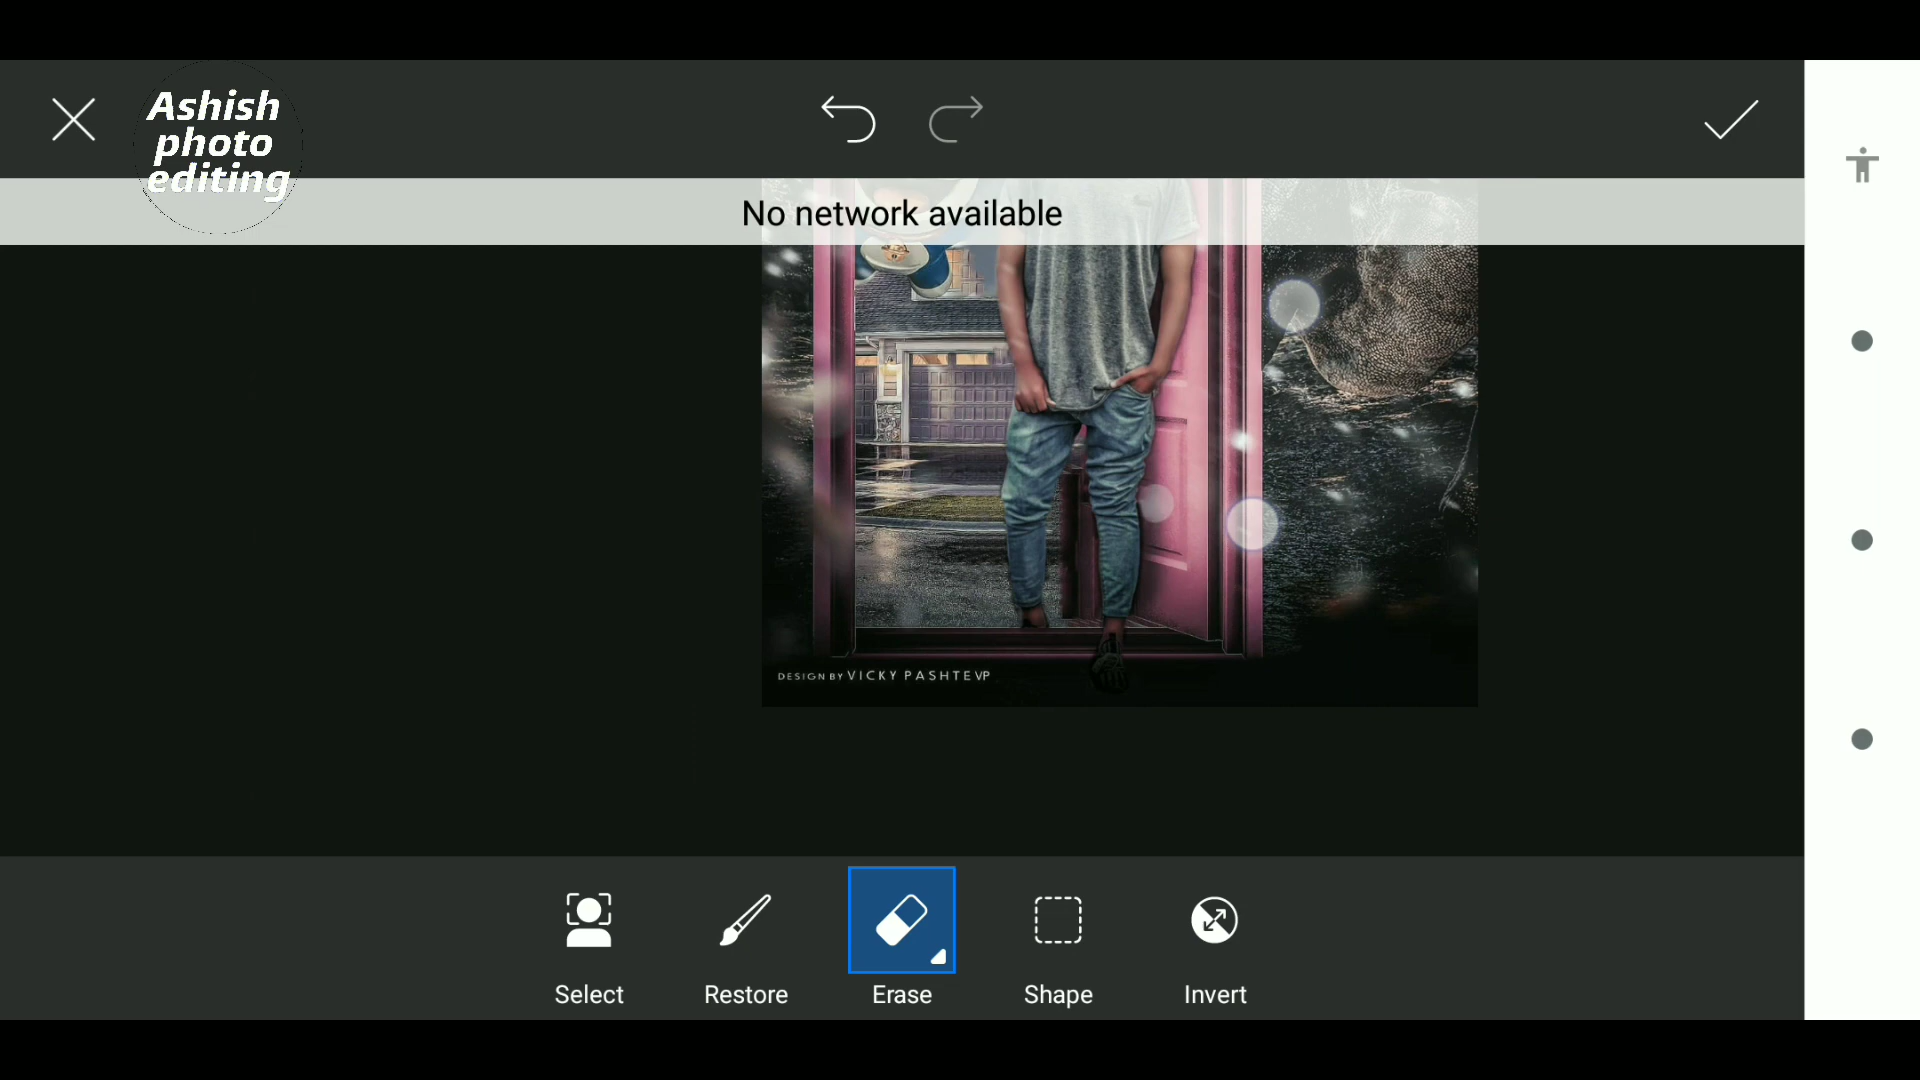 Ashish
photo
editing
No network available
DESIGN BY VICKY PASHTE VP
Select
Restore
Erase
Shape
Invert